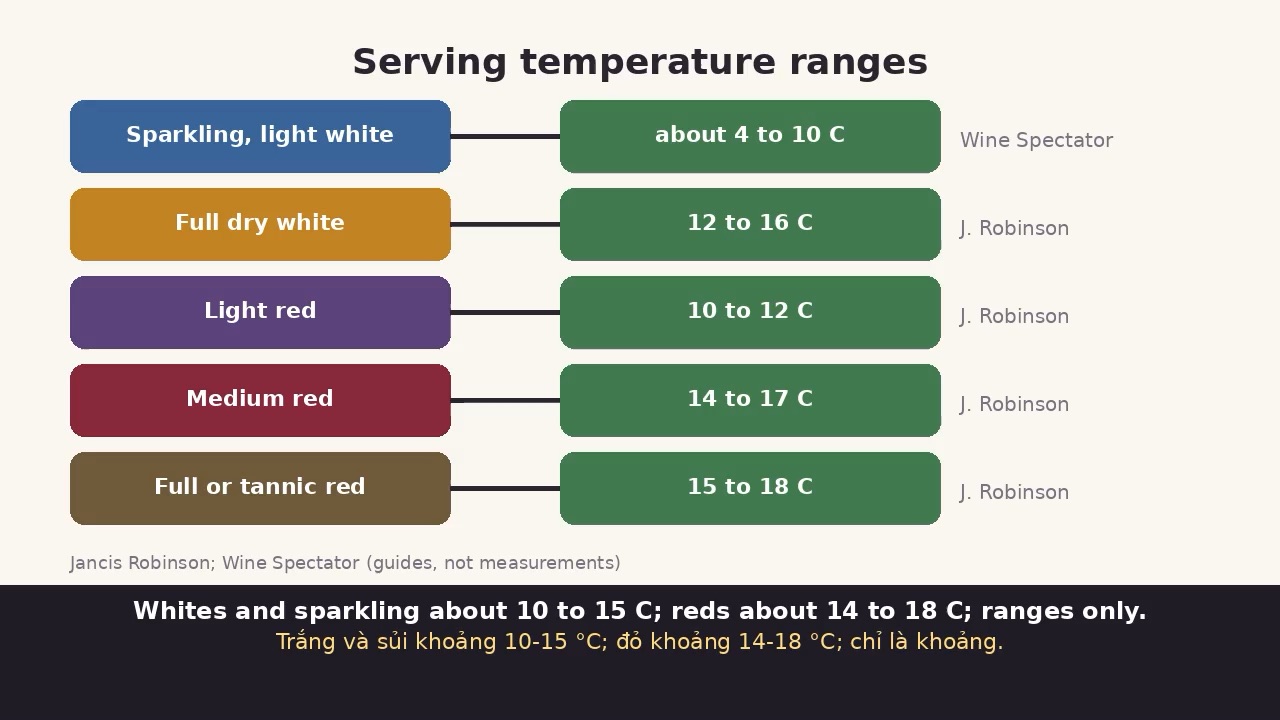 Serving temperature ranges
Sparkling, light white about 4 to 10 C Wine Spectator
Full dry white 12 to 16 C J. Robinson
Light red 10 to 12 C J. Robinson
Medium red 14 to 17 C J. Robinson
Full or tannic red 15 to 18 C J. Robinson
Jancis Robinson; Wine Spectator (guides, not measurements)
Whites and sparkling about 10 to 15 C; reds about 14 to 18 C; ranges only.
Trắng và sủi khoảng 10-15 °C; đỏ khoảng 14-18 °C; chỉ là khoảng.